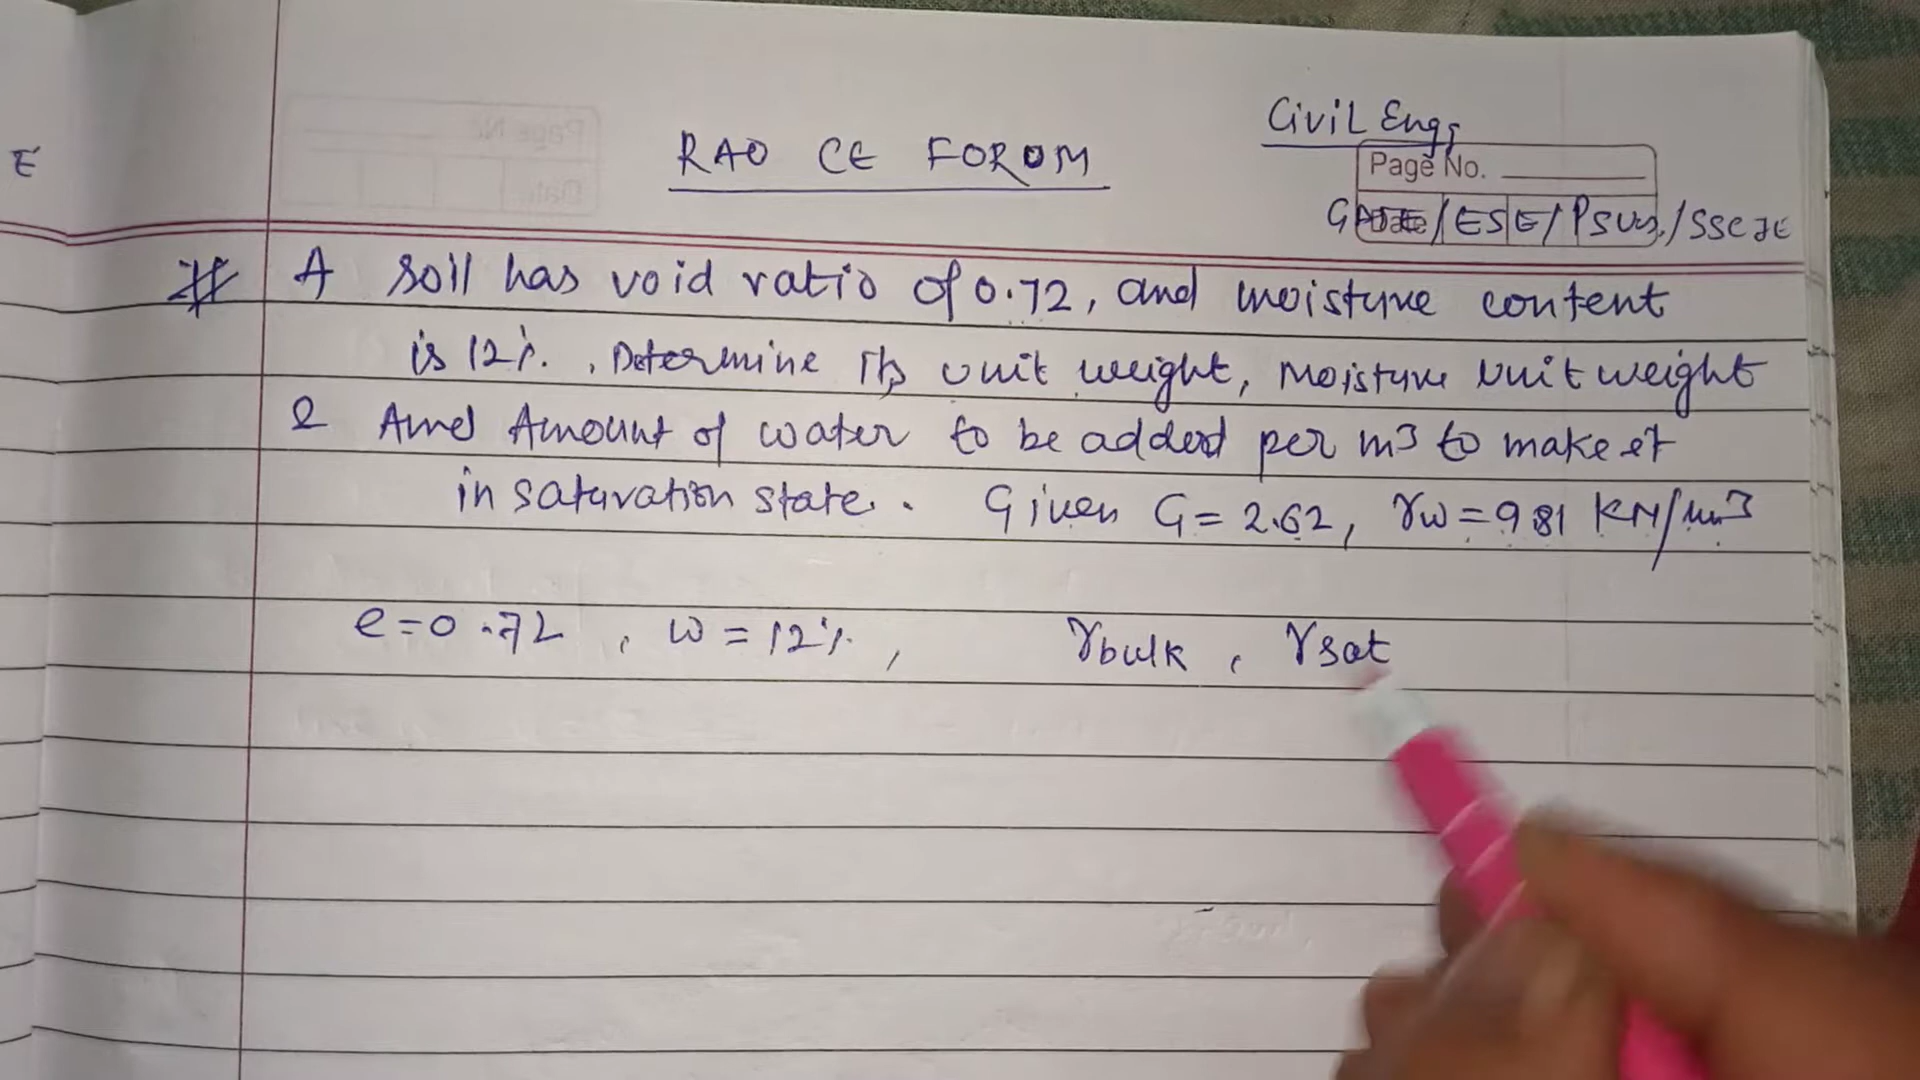 E
RAO CE FOROM
Civil Engg
Page No.
GATE/ESE/PSUs./SSC JE
# A soil has void ratio of 0.72, and moisture content
is 12%. . Determine Its unit weight, Moisture unit weight
& And Amount of water to be added per m3 to make it
in saturation state. . Given G = 2.62, γw = 9.81 KN/m3
e = 0.72 , w = 12% , γbulk , γsat